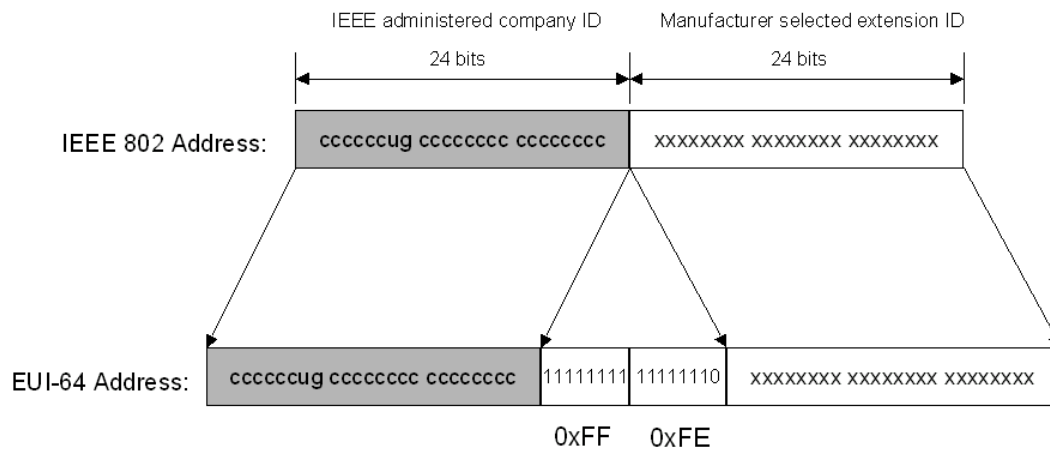 IEEE administered company ID Manufacturer selected extension ID
24 bits 24 bits
IEEE 802 Address: ccccccug cccccccc cccccccc xxxxxxxx xxxxxxxx xxxxxxxx
EUI-64 Address: ccccccug cccccccc cccccccc 11111111 11111110 xxxxxxxx xxxxxxxx xxxxxxxx
0xFF 0xFE